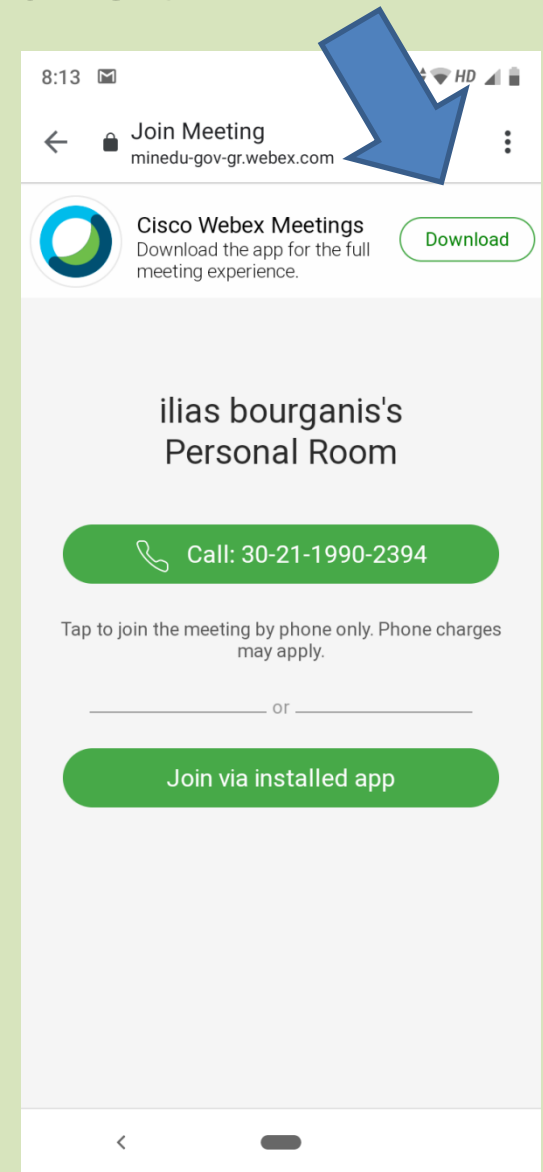 8:13
HD
Join Meeting
minedu-gov-gr.webex.com
Cisco Webex Meetings
Download the app for the full
meeting experience.
Download
ilias bourganis's
Personal Room
Call: 30-21-1990-2394
Tap to join the meeting by phone only. Phone charges
may apply.
or
Join via installed app